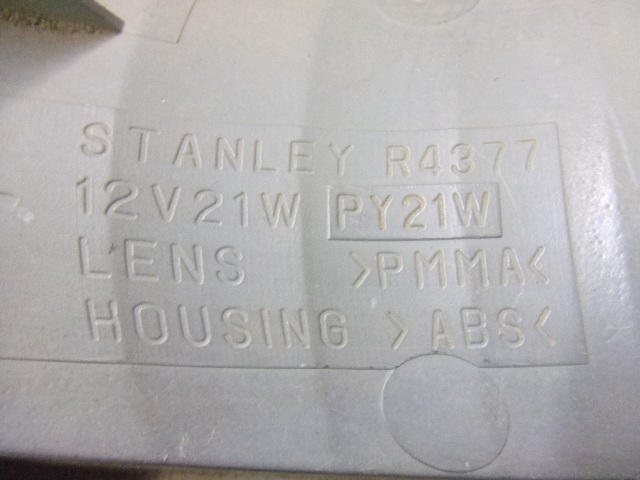 STANLEY R4377
12V21W PY21W
LENS >PMMA<
HOUSING >ABS<